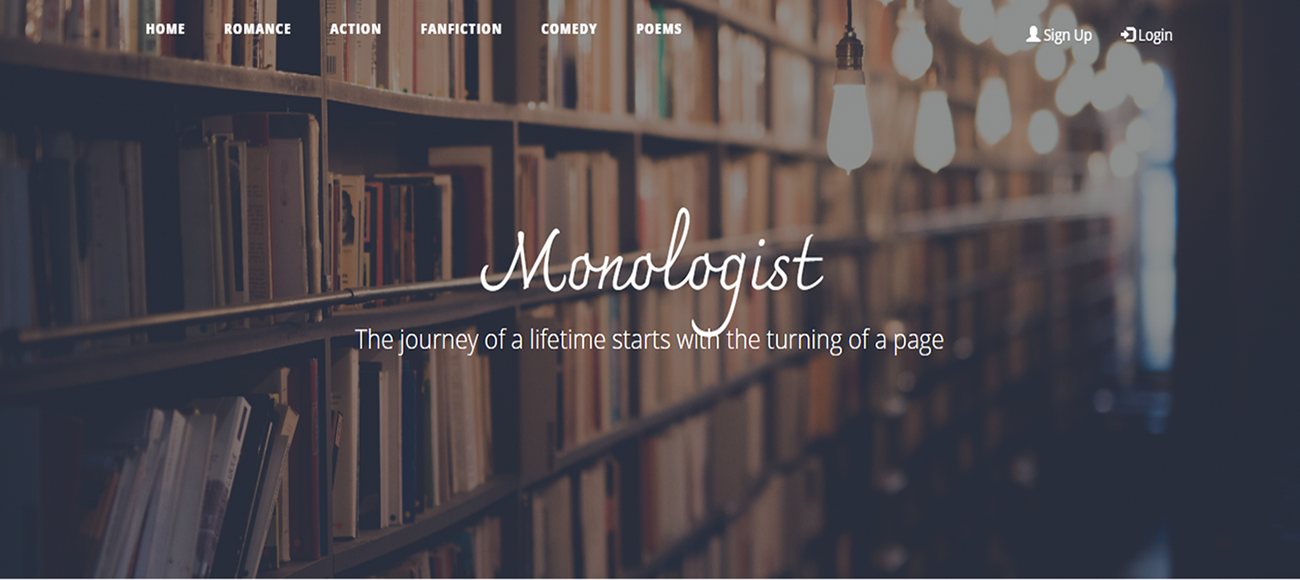 HOME ROMANCE ACTION FANFICTION COMEDY POEMS Sign Up Login
Monologist
The journey of a lifetime starts with the turning of a page